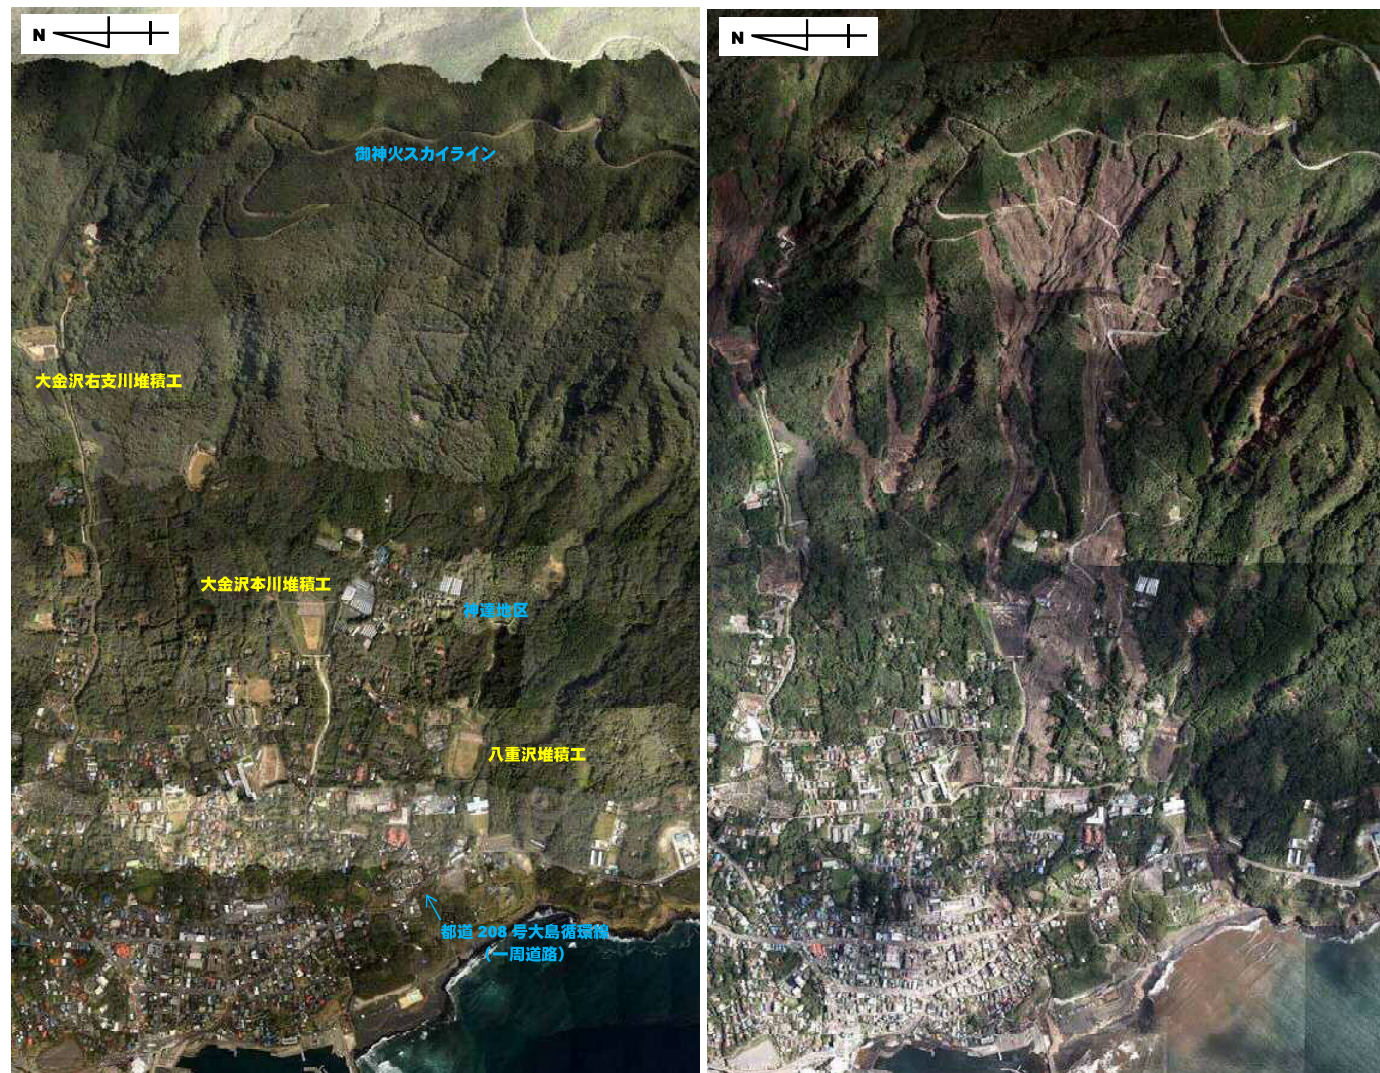 N
御神火スカイライン
大金沢右支川堆積工
大金沢本川堆積工
神達地区
八重沢堆積工
都道 208 号大島循環線
(一周道路)
N